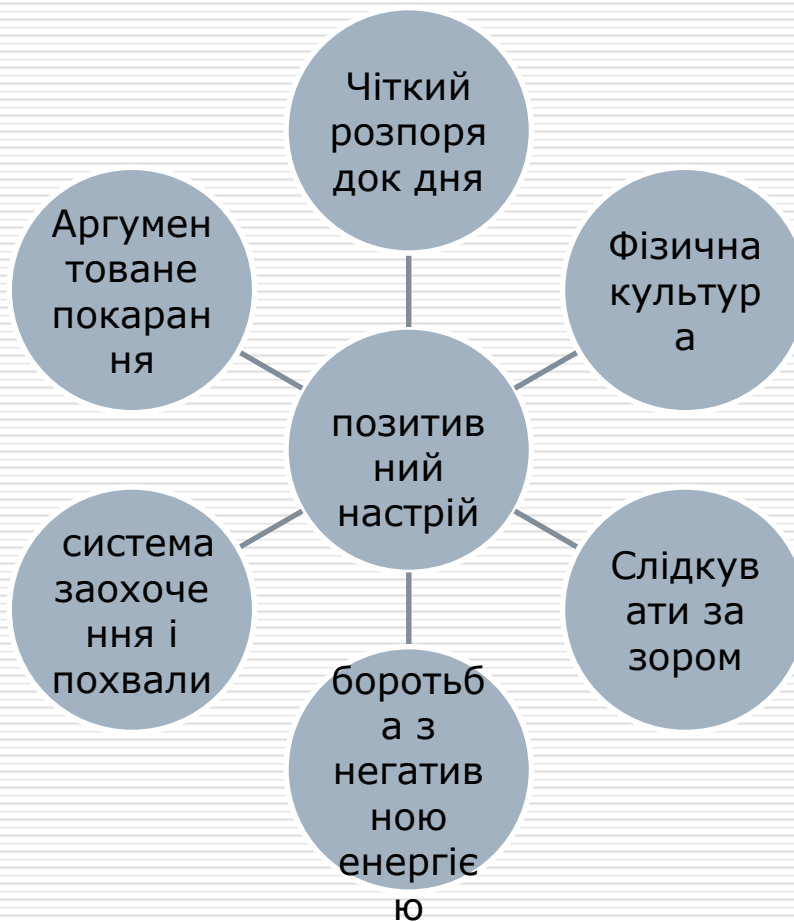 Чіткий
розпоря
док дня
Фізична
культур
а
Слідкув
ати за
зором
боротьб
а з
негатив
ною
енергіє
ю
система
заохоче
ння і
похвали
Аргумен
товане
покаран
ня
позитив
ний
настрій